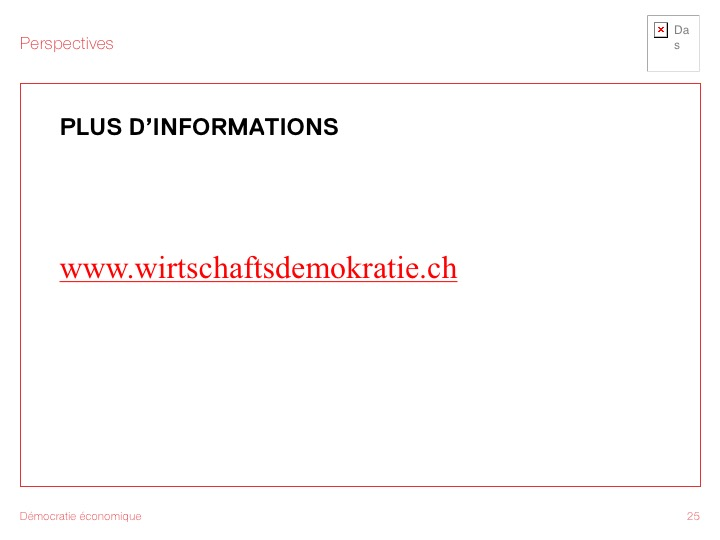 Perspectives
Da
s
PLUS D’INFORMATIONS
www.wirtschaftsdemokratie.ch
Démocratie économique
25